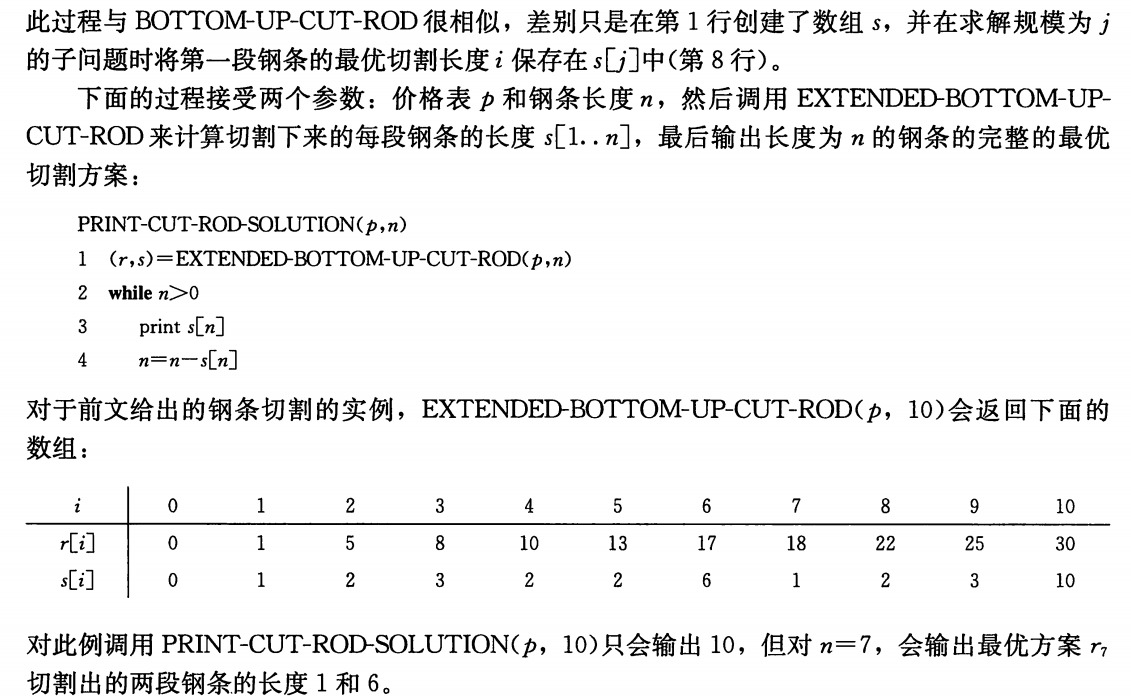 此过程与 BOTTOM-UP-CUT-ROD 很相似，差别只是在第 1 行创建了数组 s，并在求解规模为 j
的子问题时将第一段钢条的最优切割长度 i 保存在 s[j]中(第 8 行)。
下面的过程接受两个参数：价格表 p 和钢条长度 n，然后调用 EXTENDED-BOTTOM-UP-
CUT-ROD 来计算切割下来的每段钢条的长度 s[1..n]，最后输出长度为 n 的钢条的完整的最优
切割方案：
PRINT-CUT-ROD-SOLUTION(p,n)
1 (r,s)=EXTENDED-BOTTOM-UP-CUT-ROD(p,n)
2 while n>0
3 print s[n]
4 n=n-s[n]
对于前文给出的钢条切割的实例，EXTENDED-BOTTOM-UP-CUT-ROD(p，10)会返回下面的
数组：
i 0 1 2 3 4 5 6 7 8 9 10
r[i] 0 1 5 8 10 13 17 18 22 25 30
s[i] 0 1 2 3 2 2 6 1 2 3 10
对此例调用 PRINT-CUT-ROD-SOLUTION(p，10)只会输出 10，但对 n=7，会输出最优方案 r₇
切割出的两段钢条的长度 1 和 6。